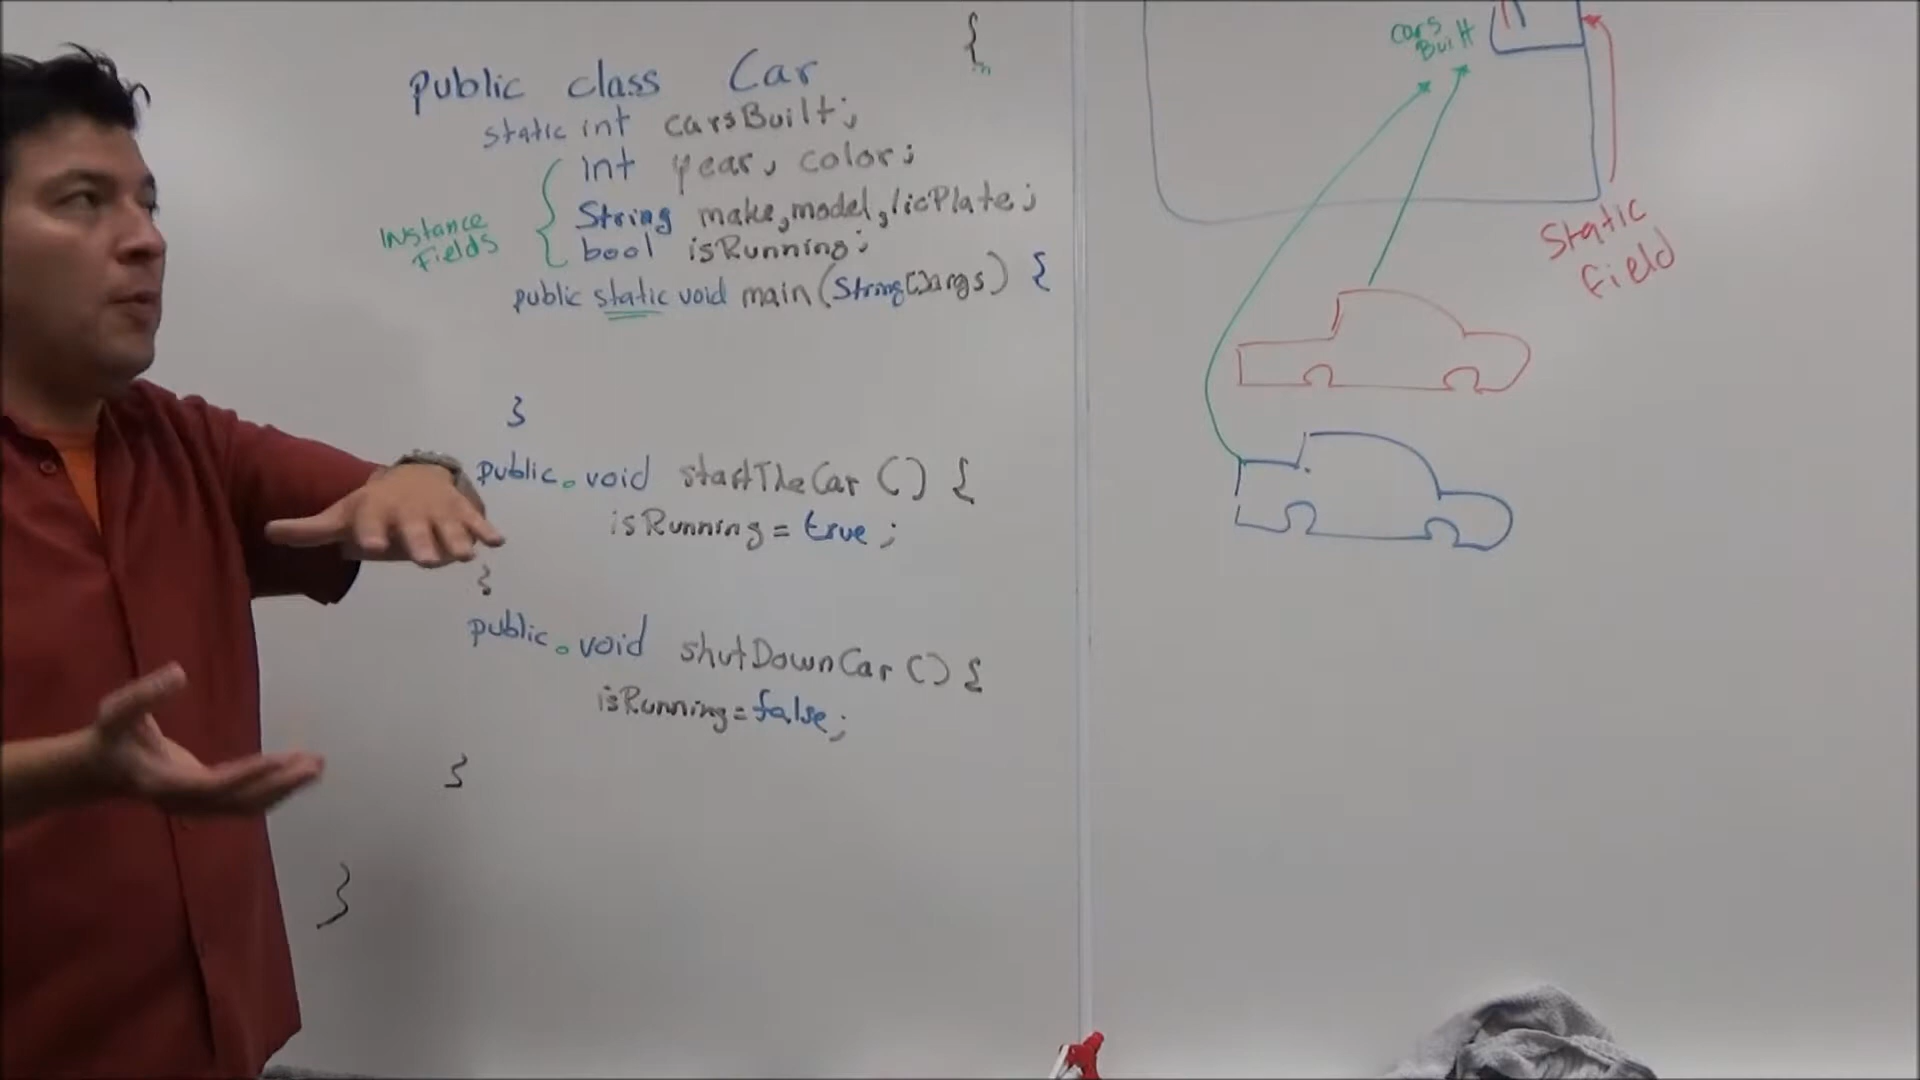 public class Car {
static int carsBuilt;
int year, color;
String make, model, licPlate;
bool isRunning;
Instance
Fields
public static void main(String[] args) {
}
public void startTheCar () {
isRunning = true;
}
public void shutDownCar () {
isRunning = false;
}
}
cars
Built
Static
Field